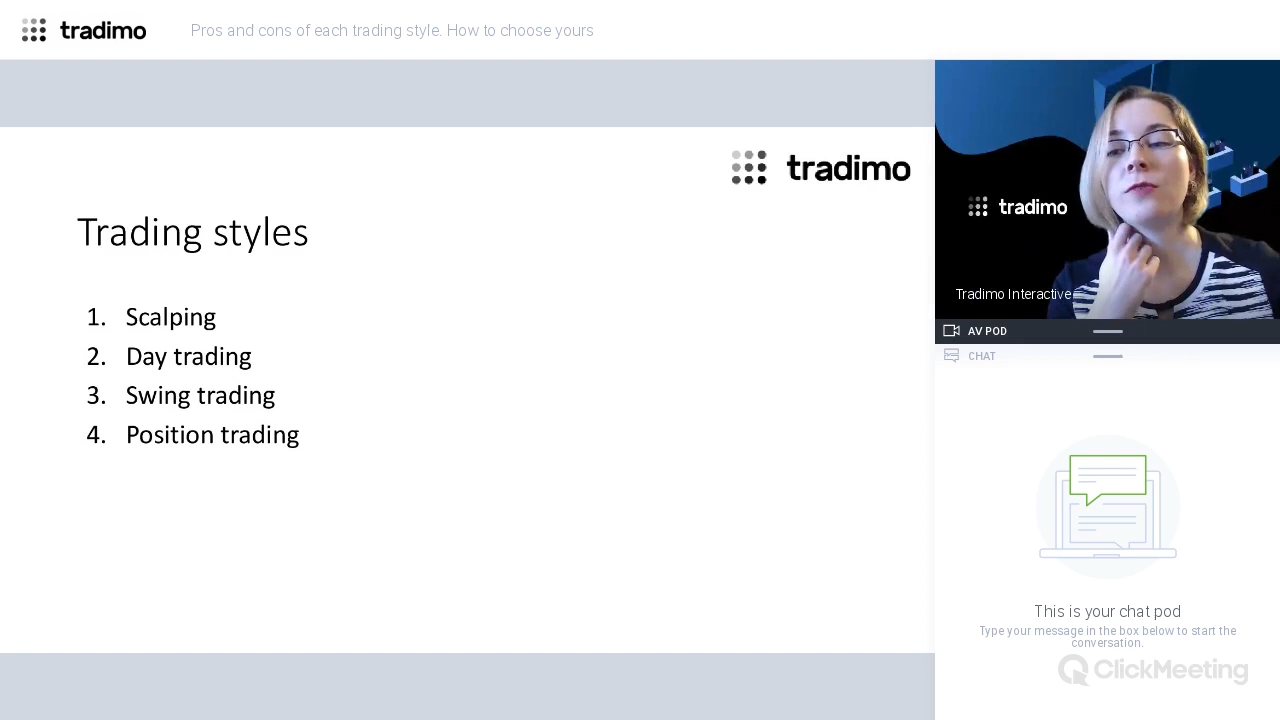 tradimo
Pros and cons of each trading style. How to choose yours
tradimo
Trading styles
1. Scalping
2. Day trading
3. Swing trading
4. Position trading
tradimo
Tradimo Interactive
AV POD
CHAT
This is your chat pod
Type your message in the box below to start the
conversation.
ClickMeeting